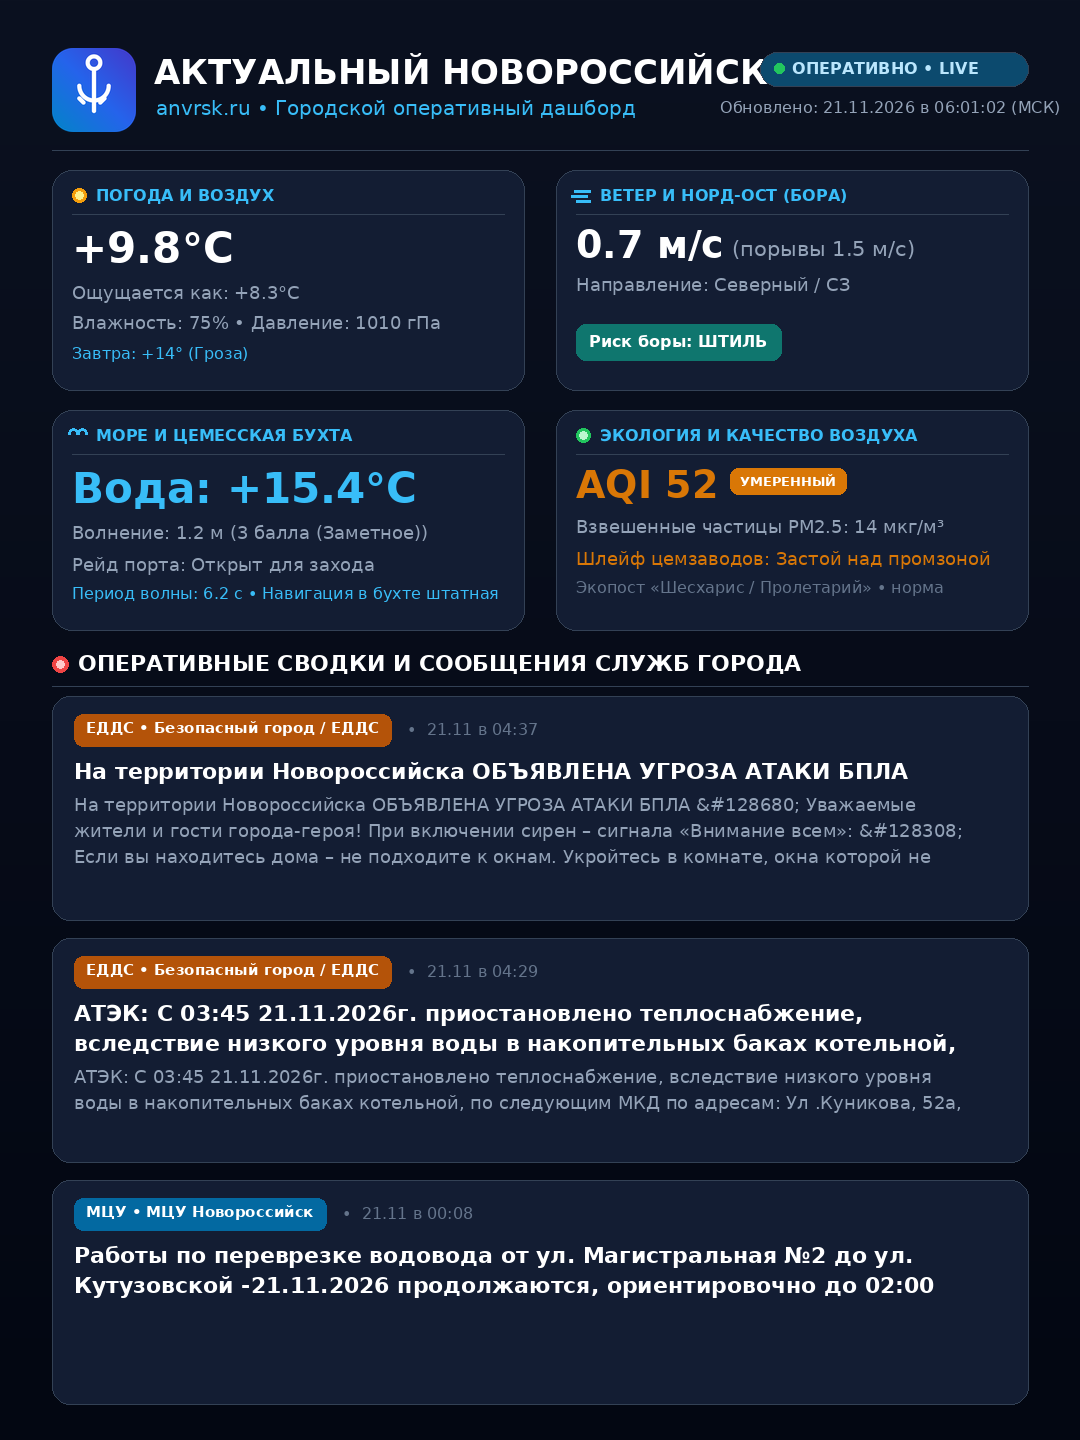 АКТУАЛЬНЫЙ НОВОРОССИЙСК
ОПЕРАТИВНО • LIVE
anvrsk.ru • Городской оперативный дашборд
Обновлено: 21.11.2026 в 06:01:02 (МСК)
ПОГОДА И ВОЗДУХ
+9.8°C
Ощущается как: +8.3°C
Влажность: 75% • Давление: 1010 гПа
Завтра: +14° (Гроза)
ВЕТЕР И НОРД-ОСТ (БОРА)
0.7 м/с (порывы 1.5 м/с)
Направление: Северный / СЗ
Риск боры: ШТИЛЬ
МОРЕ И ЦЕМЕССКАЯ БУХТА
Вода: +15.4°C
Волнение: 1.2 м (3 балла (Заметное))
Рейд порта: Открыт для захода
Период волны: 6.2 с • Навигация в бухте штатная
ЭКОЛОГИЯ И КАЧЕСТВО ВОЗДУХА
AQI 52 УМЕРЕННЫЙ
Взвешенные частицы PM2.5: 14 мкг/м³
Шлейф цемзаводов: Застой над промзоной
Экопост «Шесхарис / Пролетарий» • норма
ОПЕРАТИВНЫЕ СВОДКИ И СООБЩЕНИЯ СЛУЖБ ГОРОДА
ЕДДС • Безопасный город / ЕДДС • 21.11 в 04:37
На территории Новороссийска ОБЪЯВЛЕНА УГРОЗА АТАКИ БПЛА
На территории Новороссийска ОБЪЯВЛЕНА УГРОЗА АТАКИ БПЛА &#128680; Уважаемые
жители и гости города-героя! При включении сирен – сигнала «Внимание всем»: &#128308;
Если вы находитесь дома – не подходите к окнам. Укройтесь в комнате, окна которой не
ЕДДС • Безопасный город / ЕДДС • 21.11 в 04:29
АТЭК: С 03:45 21.11.2026г. приостановлено теплоснабжение,
вследствие низкого уровня воды в накопительных баках котельной,
АТЭК: С 03:45 21.11.2026г. приостановлено теплоснабжение, вследствие низкого уровня
воды в накопительных баках котельной, по следующим МКД по адресам: Ул .Куникова, 52а,
МЦУ • МЦУ Новороссийск • 21.11 в 00:08
Работы по переврезке водовода от ул. Магистральная №2 до ул.
Кутузовской -21.11.2026 продолжаются, ориентировочно до 02:00